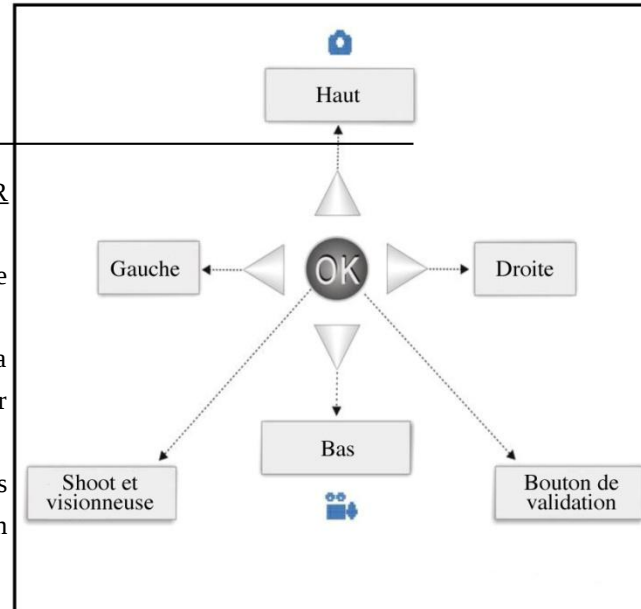 Haut
R
Gauche
OK
Droite
e
a
r
Bas
s
Shoot et
visionneuse
Bouton de
validation
n